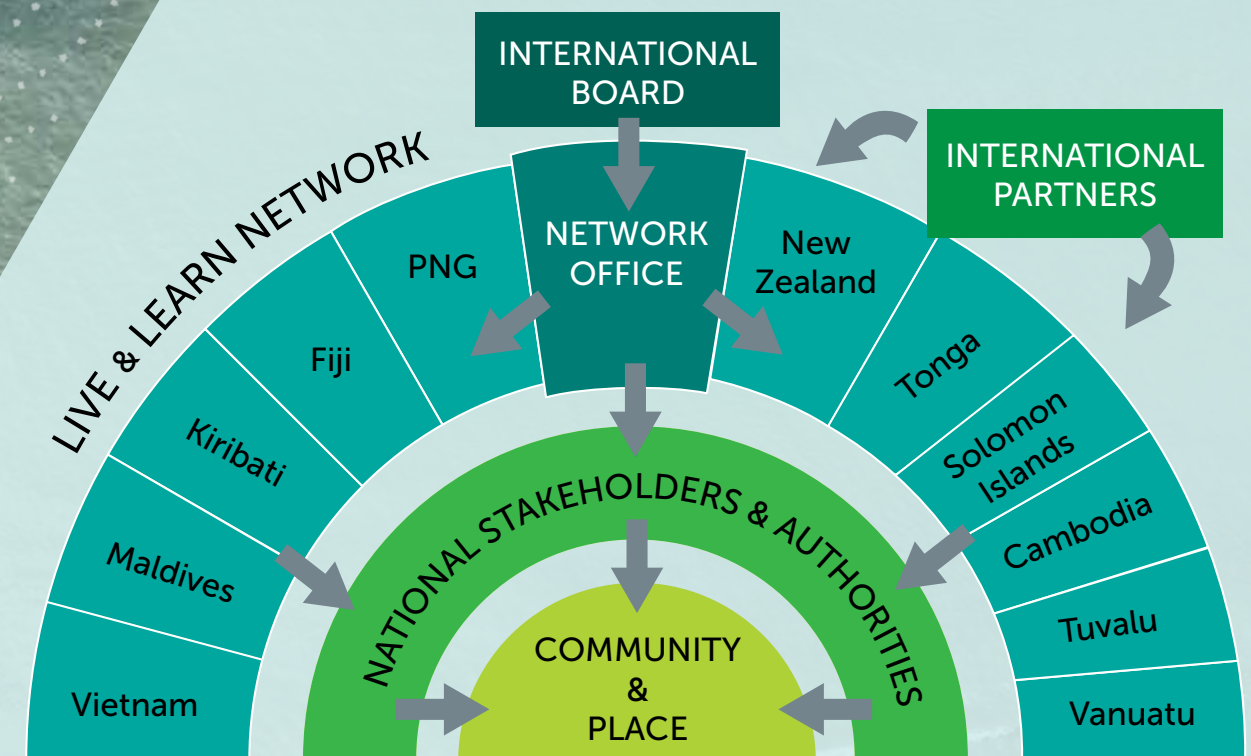 INTERNATIONAL
BOARD
INTERNATIONAL
PARTNERS
LIVE & LEARN NETWORK
NETWORK
OFFICE
Vietnam
Maldives
Kiribati
Fiji
PNG
New
Zealand
Tonga
Solomon
Islands
Cambodia
Tuvalu
Vanuatu
NATIONAL STAKEHOLDERS & AUTHORITIES
COMMUNITY
&
PLACE